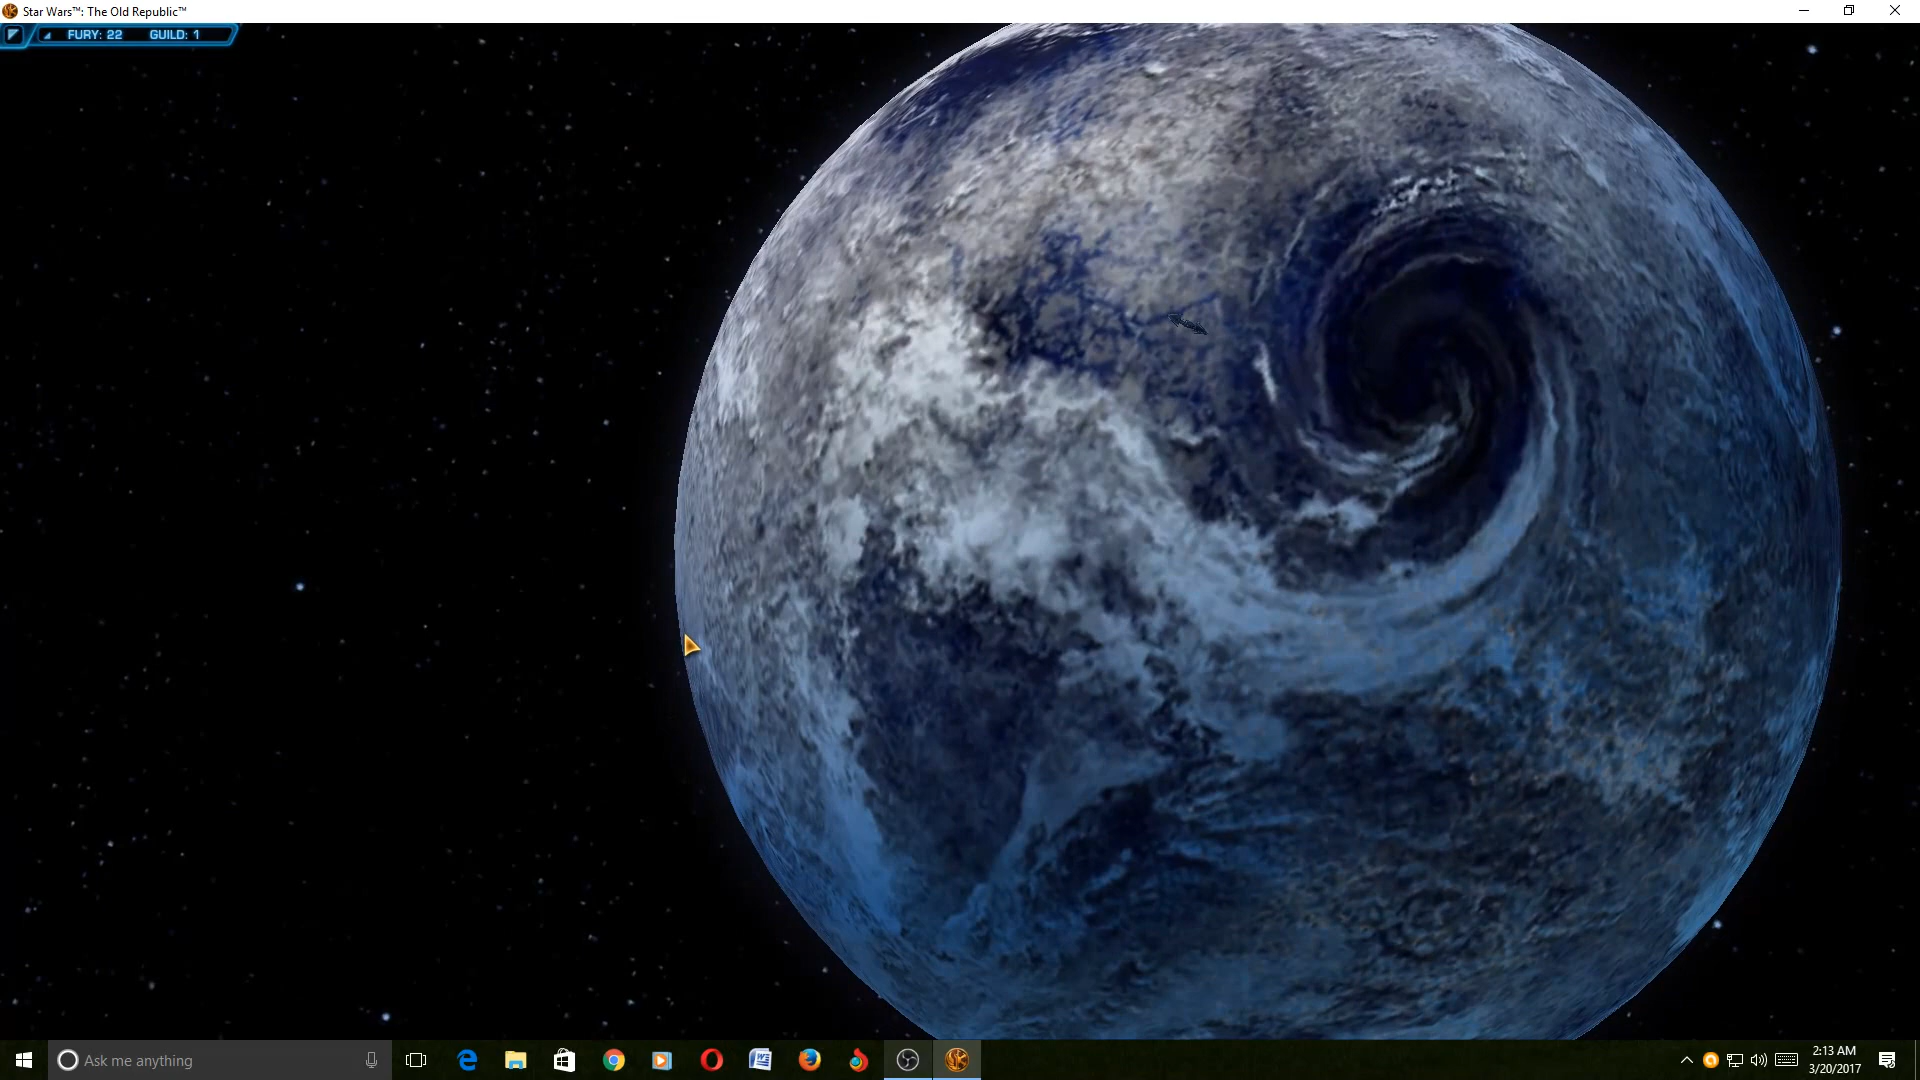 Star Wars™: The Old Republic™
FURY: 22 GUILD: 1
Ask me anything
2:13 AM
3/20/2017